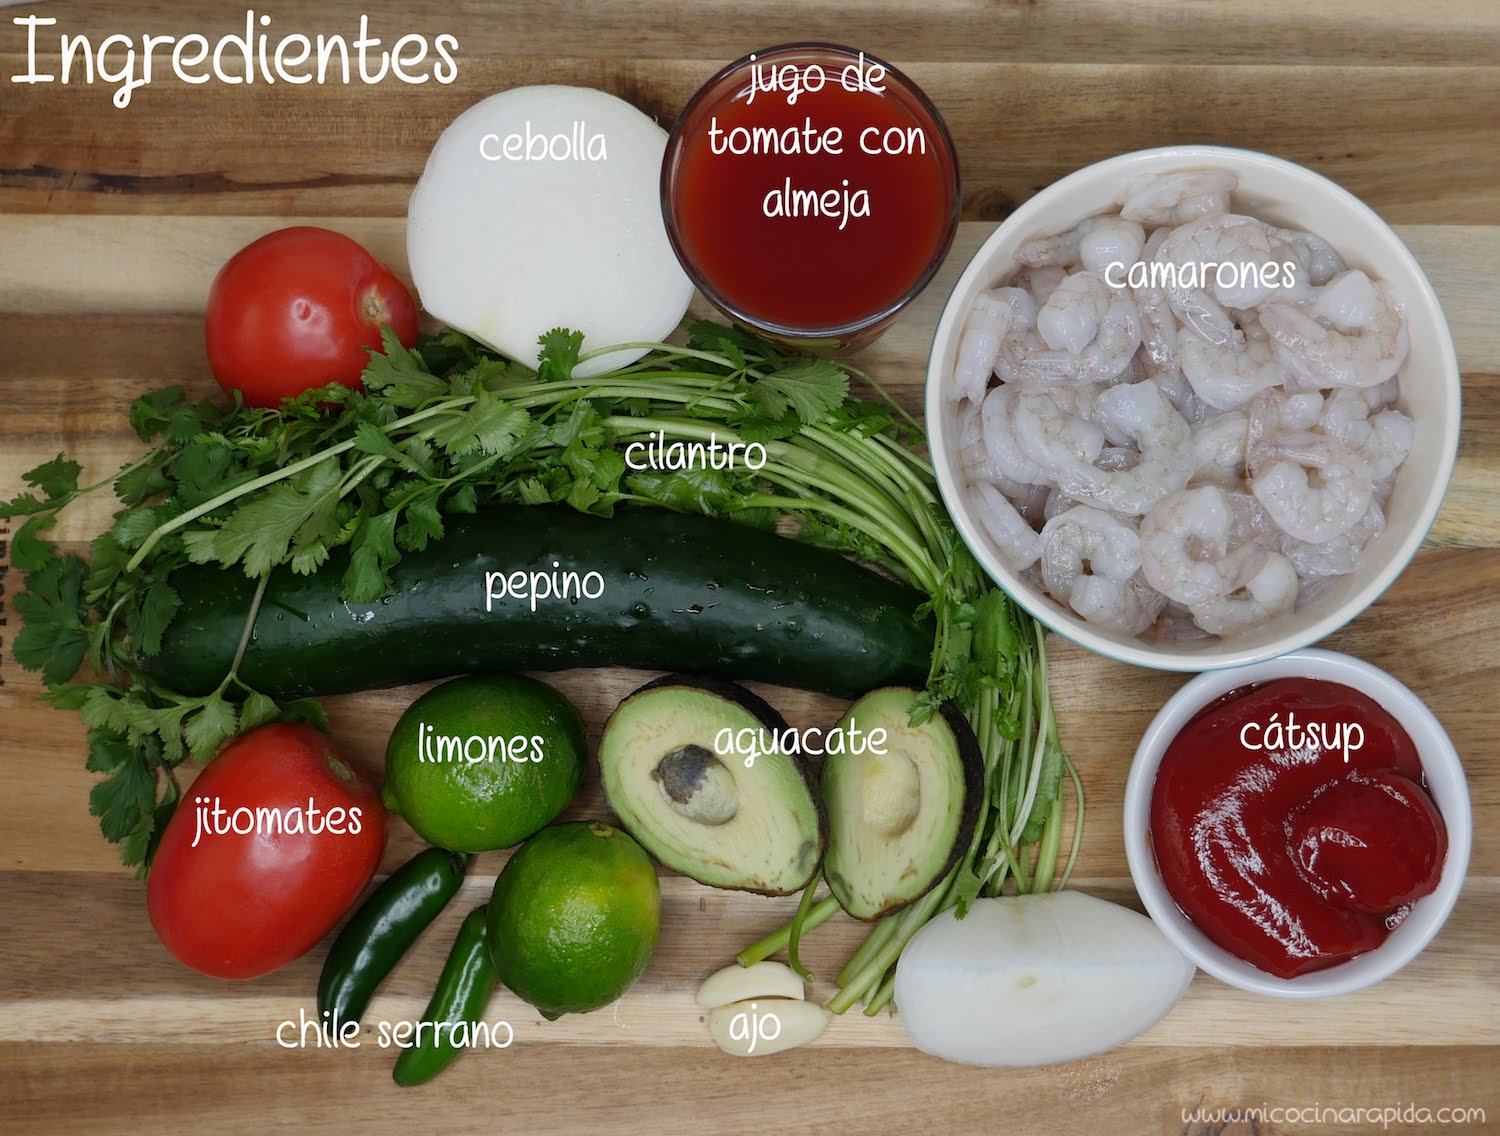 Ingredientes
cebolla
jugo de
tomate con
almeja
camarones
cilantro
pepino
limones
aguacate
cátsup
jitomates
chile serrano
ajo
www.micocinarapida.com